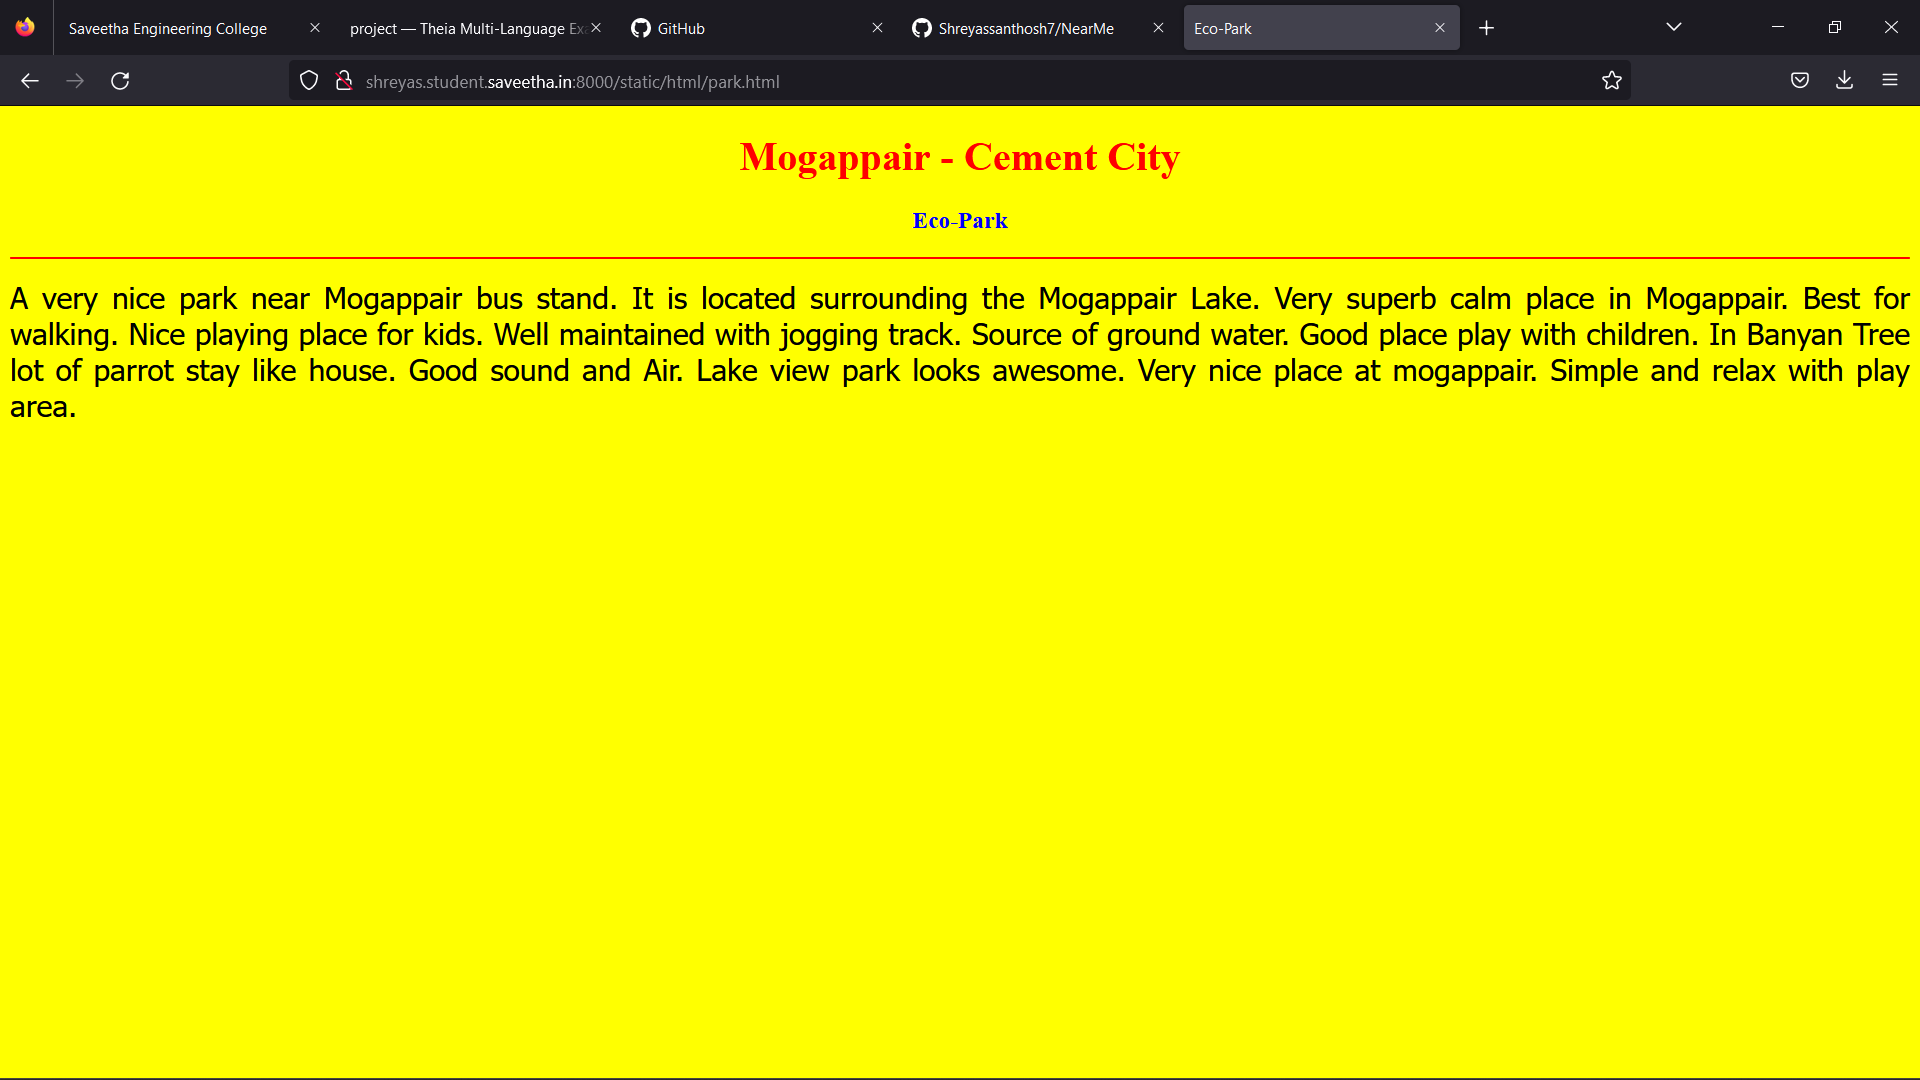 Saveetha Engineering College
project — Theia Multi-Language Exa
GitHub
Shreyassanthosh7/NearMe
Eco-Park
shreyas.student.saveetha.in:8000/static/html/park.html
Mogappair - Cement City
Eco-Park
A very nice park near Mogappair bus stand. It is located surrounding the Mogappair Lake. Very superb calm place in Mogappair. Best for
walking. Nice playing place for kids. Well maintained with jogging track. Source of ground water. Good place play with children. In Banyan Tree
lot of parrot stay like house. Good sound and Air. Lake view park looks awesome. Very nice place at mogappair. Simple and relax with play
area.